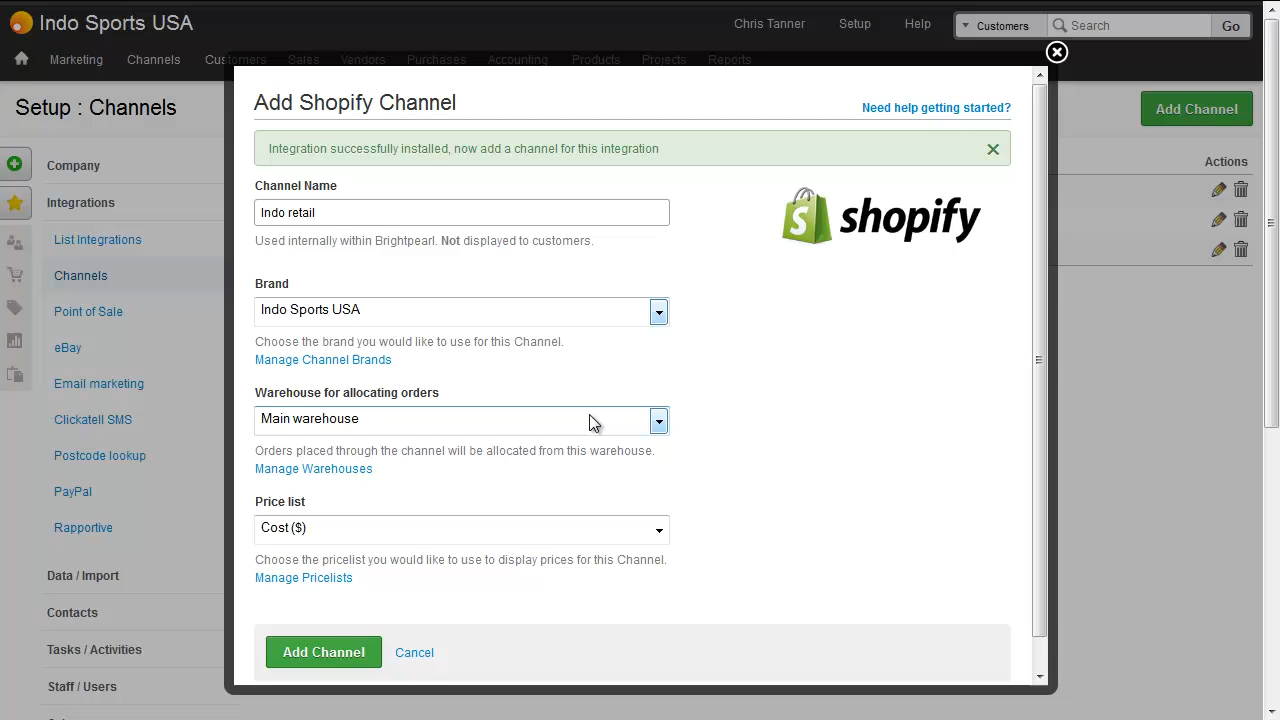 Indo Sports USA
Chris Tanner
Setup
Help
Customers
Search
Go
Marketing
Channels
Customers
Sales
Vendors
Purchases
Accounting
Products
Projects
Reports
Setup : Channels
Add Channel
Actions
Company
Integrations
List Integrations
Channels
Point of Sale
eBay
Email marketing
Clickatell SMS
Postcode lookup
PayPal
Rapportive
Data / Import
Contacts
Tasks / Activities
Staff / Users
Add Shopify Channel
Need help getting started?
Integration successfully installed, now add a channel for this integration
Channel Name
Indo retail
Used internally within Brightpearl. Not displayed to customers.
shopify
Brand
Indo Sports USA
Choose the brand you would like to use for this Channel.
Manage Channel Brands
Warehouse for allocating orders
Main warehouse
Orders placed through the channel will be allocated from this warehouse.
Manage Warehouses
Price list
Cost ($)
Choose the pricelist you would like to use to display prices for this Channel.
Manage Pricelists
Add Channel
Cancel